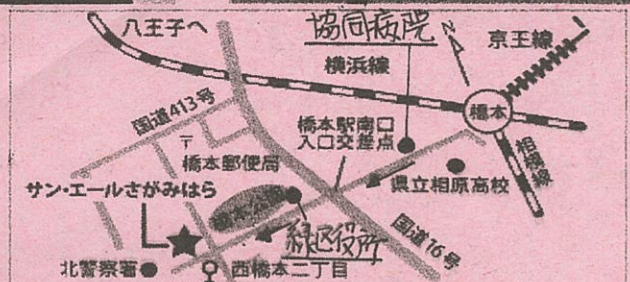 八王子へ
協同病院
N
京王線
横浜線
国道413号
橋本
橋本駅南口
入口交差点
〒
橋本郵便局
相模線
県立相原高校
サン・エールさがみはら
緑区役所
国道16号
北警察署
西橋本二丁目